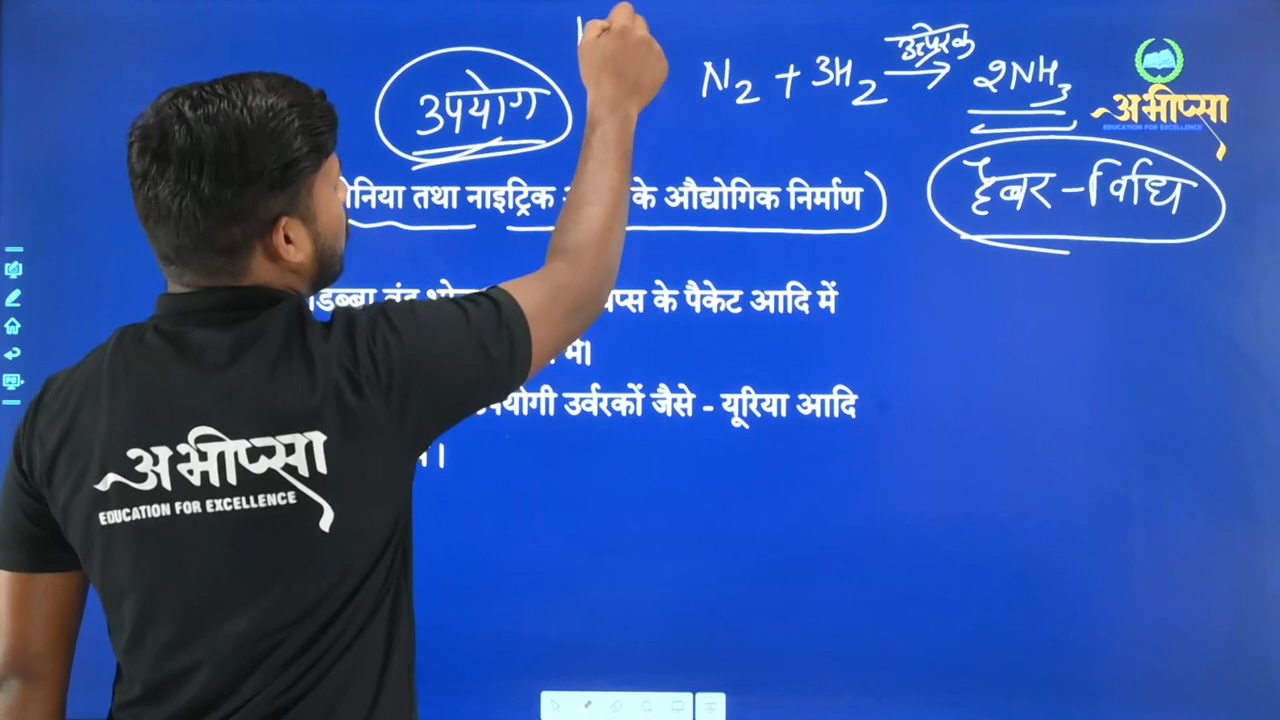 उपयोग
N2 + 3H2 → 2NH3
उत्प्रेरक
अभीप्सा
EDUCATION FOR EXCELLENCE
हैबर-विधि
तथा नाइट्रिक के औद्योगिक निर्माण
डिब्बा बंद के पैकेट आदि में
में।
उर्वरकों जैसे - यूरिया आदि
अभीप्सा
EDUCATION FOR EXCELLENCE